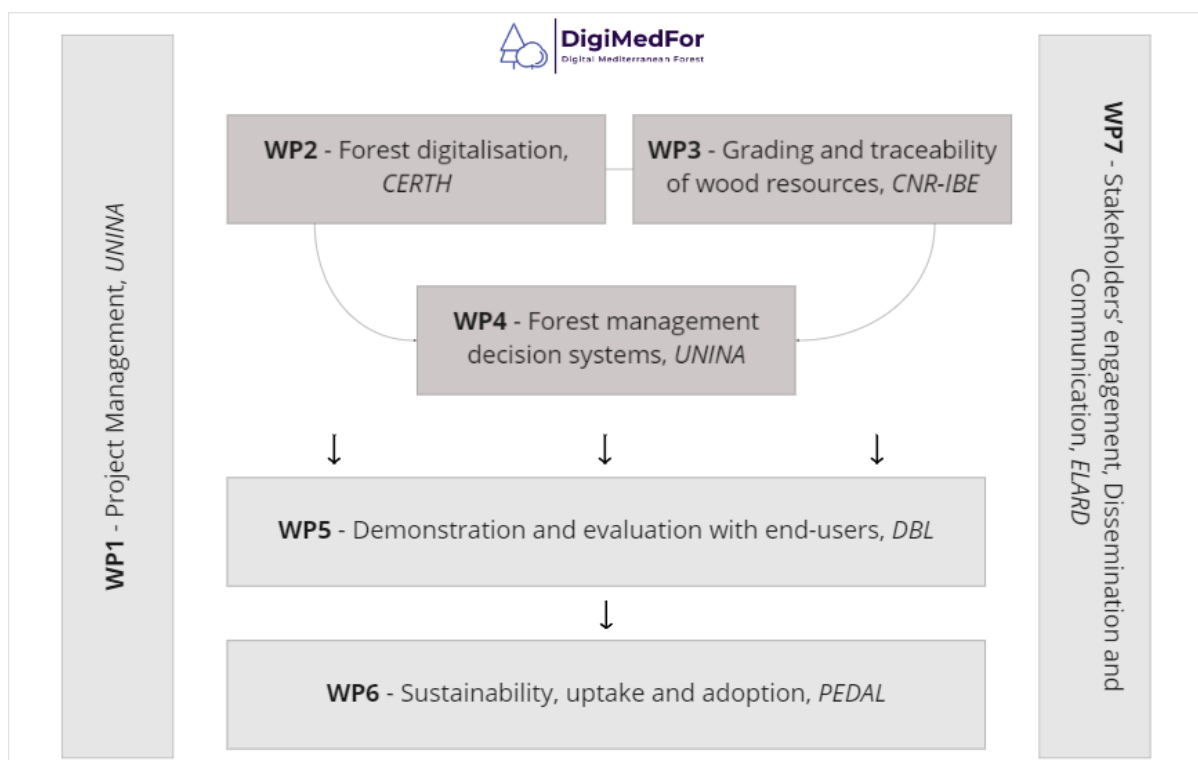 DigiMedFor
Digital Mediterranean Forest
WP1 - Project Management, UNINA
WP2 - Forest digitalisation,
CERTH
WP3 - Grading and traceability
of wood resources, CNR-IBE
WP4 - Forest management
decision systems, UNINA
WP5 - Demonstration and evaluation with end-users, DBL
WP6 - Sustainability, uptake and adoption, PEDAL
WP7 - Stakeholders’ engagement, Dissemination and
Communication, ELARD